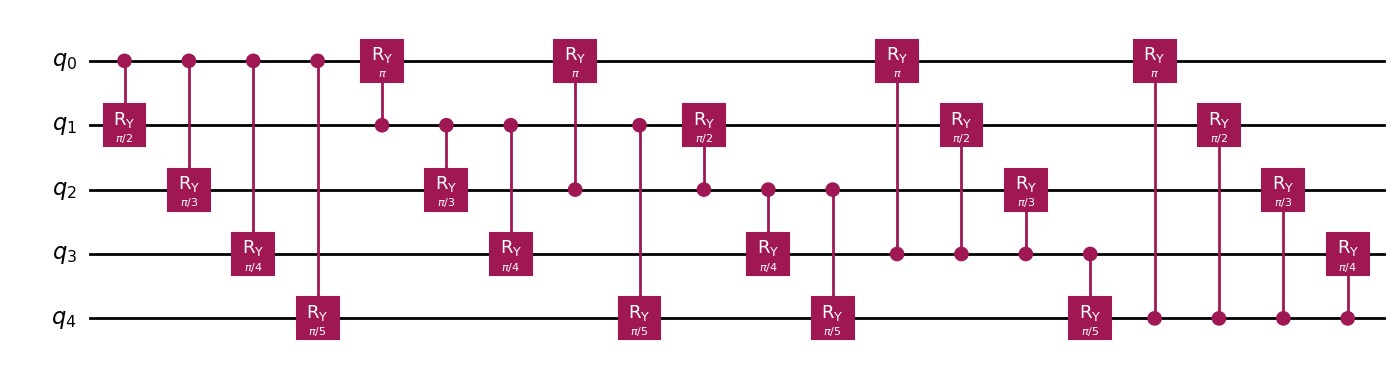 q0 RY π RY π RY π RY π
q1 RY π/2 RY π/2 RY π/2 RY π/2
q2 RY π/3 RY π/3 RY π/3 RY π/3
q3 RY π/4 RY π/4 RY π/4 RY π/4
q4 RY π/5 RY π/5 RY π/5 RY π/5